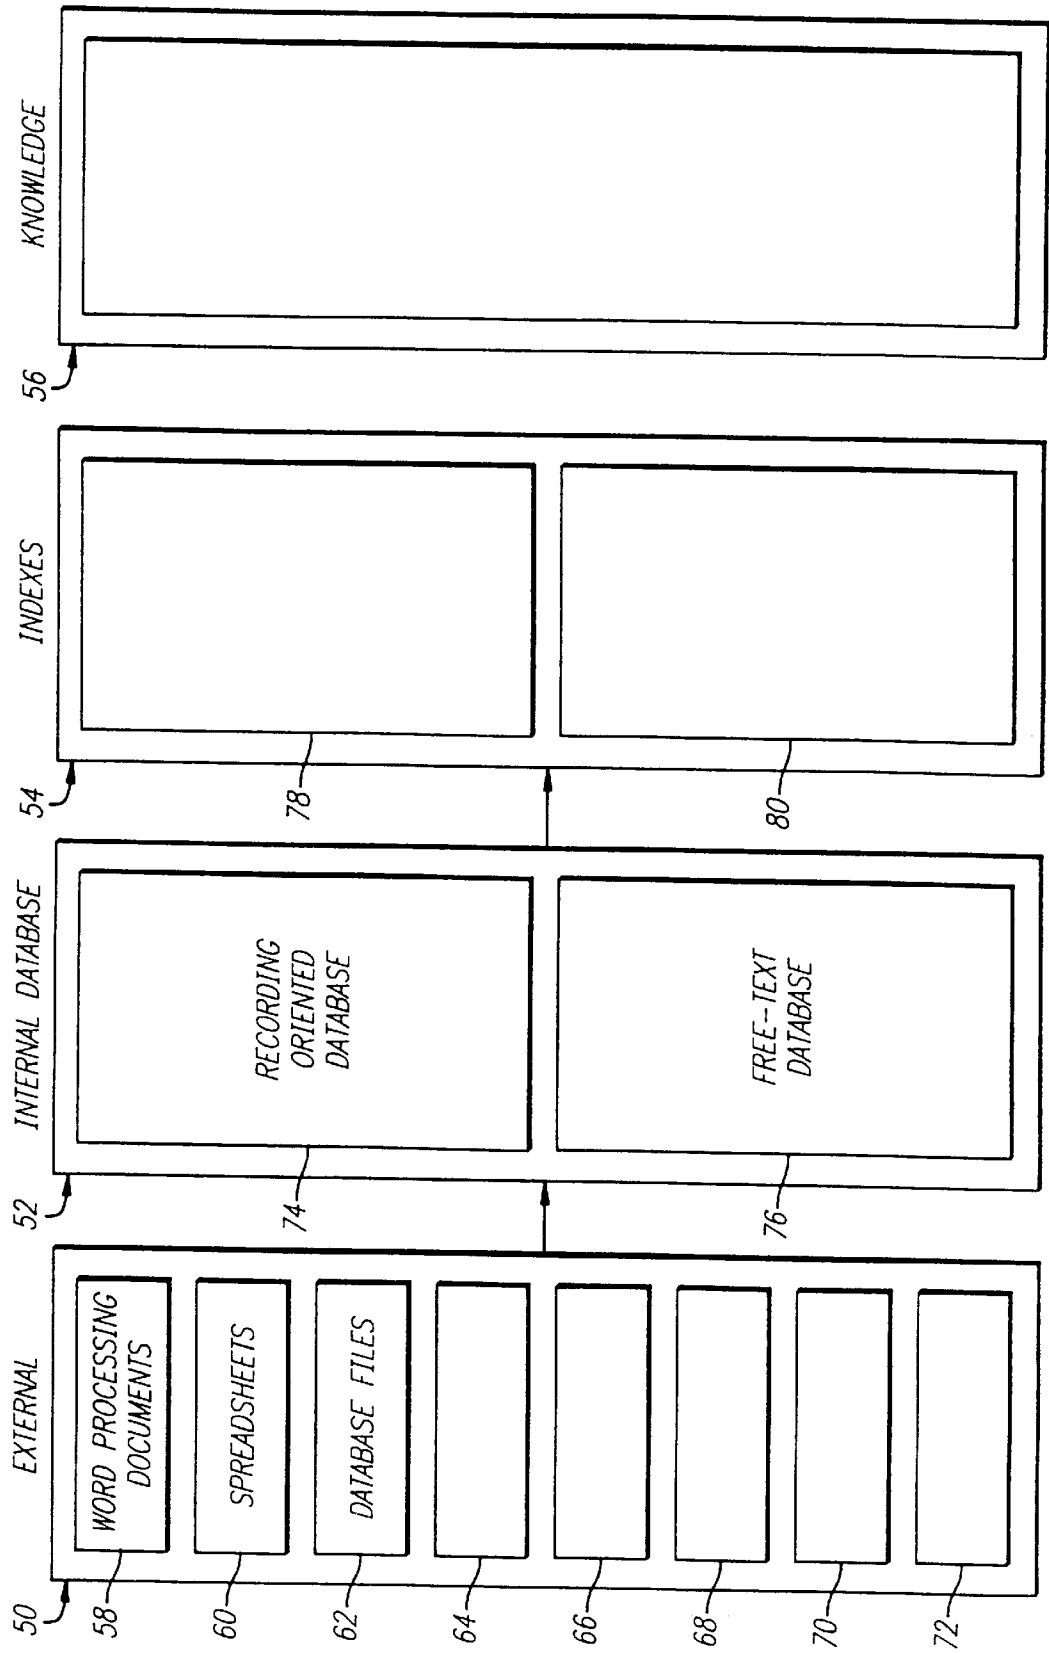 EXTERNAL
50
WORD PROCESSING
DOCUMENTS
58
SPREADSHEETS
60
DATABASE FILES
62
64
66
68
70
72
INTERNAL DATABASE
52
RECORDING
ORIENTED
DATABASE
74
FREE-TEXT
DATABASE
76
INDEXES
54
78
80
KNOWLEDGE
56